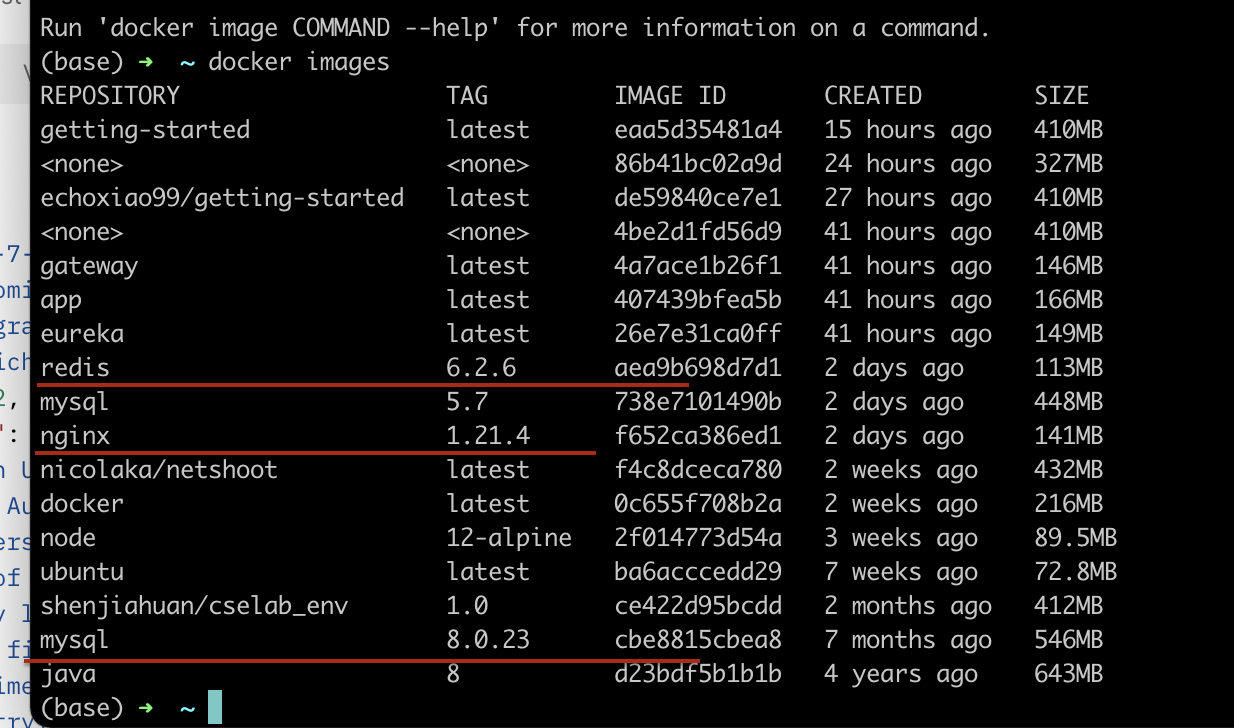 Run 'docker image COMMAND --help' for more information on a command.
(base) ➜ ~ docker images
REPOSITORY TAG IMAGE ID CREATED SIZE
getting-started latest eaa5d35481a4 15 hours ago 410MB
<none> <none> 86b41bc02a9d 24 hours ago 327MB
echoxiao99/getting-started latest de59840ce7e1 27 hours ago 410MB
<none> <none> 4be2d1fd56d9 41 hours ago 410MB
gateway latest 4a7ace1b26f1 41 hours ago 146MB
app latest 407439bfea5b 41 hours ago 166MB
eureka latest 26e7e31ca0ff 41 hours ago 149MB
redis 6.2.6 aea9b698d7d1 2 days ago 113MB
mysql 5.7 738e7101490b 2 days ago 448MB
nginx 1.21.4 f652ca386ed1 2 days ago 141MB
nicolaka/netshoot latest f4c8dceca780 2 weeks ago 432MB
docker latest 0c655f708b2a 2 weeks ago 216MB
node 12-alpine 2f014773d54a 3 weeks ago 89.5MB
ubuntu latest ba6acccedd29 7 weeks ago 72.8MB
shenjiahuan/cselab_env 1.0 ce422d95bcdd 2 months ago 412MB
mysql 8.0.23 cbe8815cbea8 7 months ago 546MB
java 8 d23bdf5b1b1b 4 years ago 643MB
(base) ➜ ~